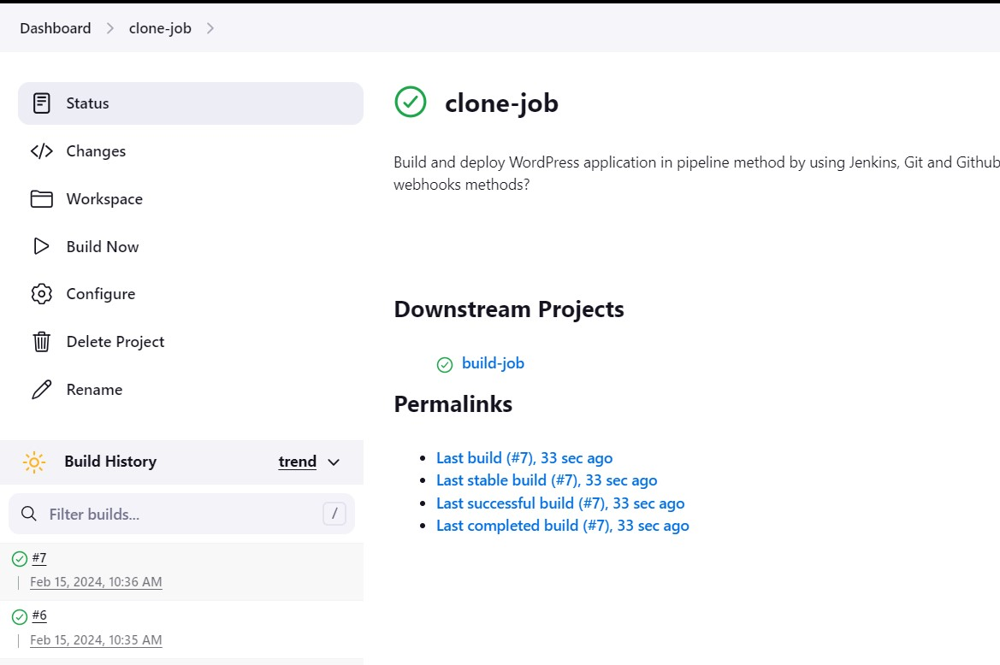 Dashboard > clone-job >
Status
Changes
Workspace
Build Now
Configure
Delete Project
Rename
Build History trend
Filter builds... /
#7
Feb 15, 2024, 10:36 AM
#6
Feb 15, 2024, 10:35 AM
clone-job
Build and deploy WordPress application in pipeline method by using Jenkins, Git and Github
webhooks methods?
Downstream Projects
build-job
Permalinks
Last build (#7), 33 sec ago
Last stable build (#7), 33 sec ago
Last successful build (#7), 33 sec ago
Last completed build (#7), 33 sec ago